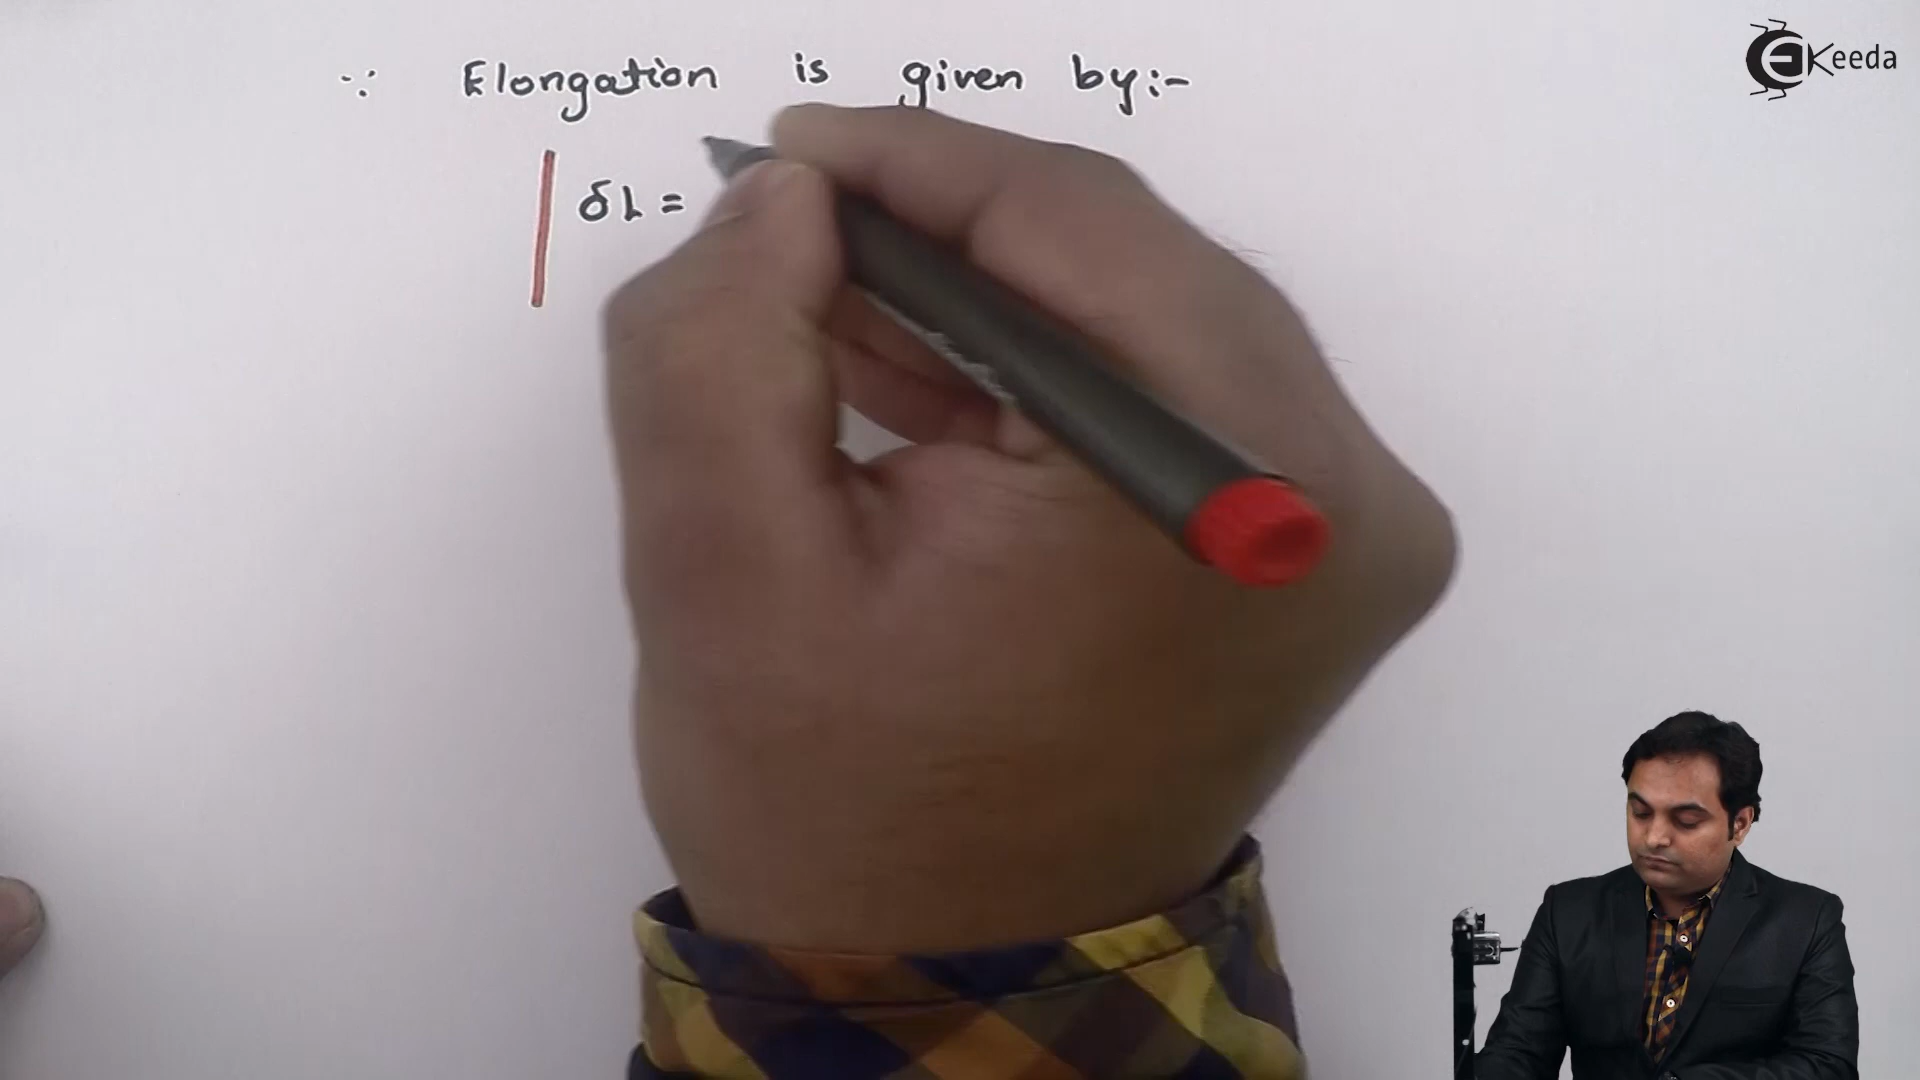 ∵ Elongation is given by:-
δL =
Keeda